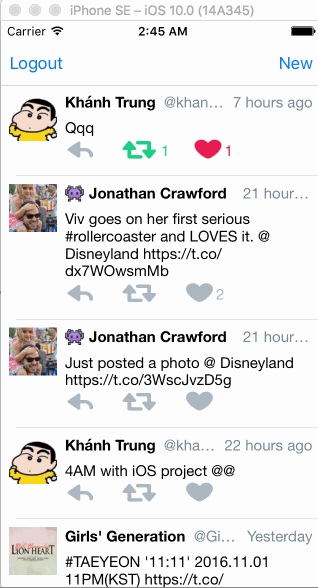 iPhone SE – iOS 10.0 (14A345)
Carrier 2:45 AM
Logout New
Khánh Trung @khan... 7 hours ago
Qqq
1 1
Jonathan Crawford 21 hour...
Viv goes on her first serious
#rollercoaster and LOVES it. @
Disneyland https://t.co/
dx7WOwsmMb
2
Jonathan Crawford 21 hour...
Just posted a photo @ Disneyland
https://t.co/3WscJvzD5g
Khánh Trung @kha... 22 hours ago
4AM with iOS project @@
Girls' Generation @Gi... Yesterday
LION HEART
#TAEYEON '11:11' 2016.11.01
11PM(KST) https://t.co/